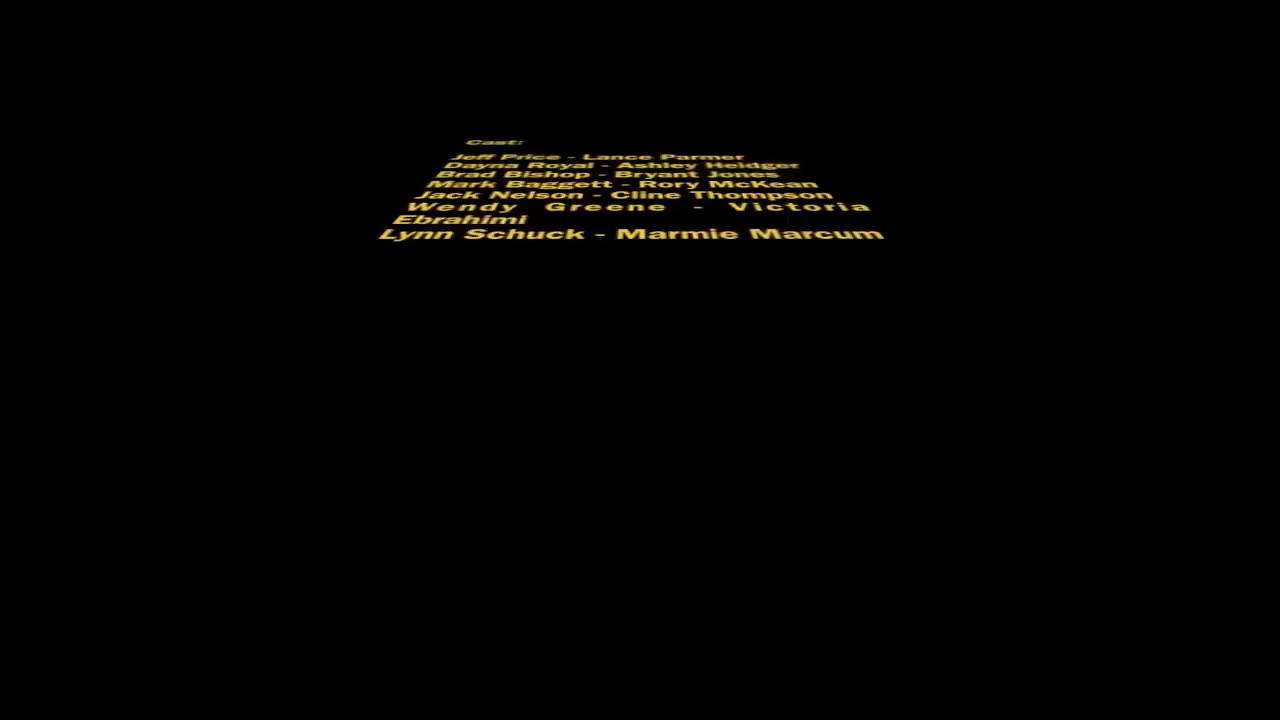 Cast:
Jeff Price - Lance Parmer
Dayna Royal - Ashley Heidger
Brad Bishop - Bryant Jones
Mark Baggett - Rory McKean
Jack Nelson - Cline Thompson
Wendy Greene - Victoria
Ebrahimi
Lynn Schuck - Marmie Marcum